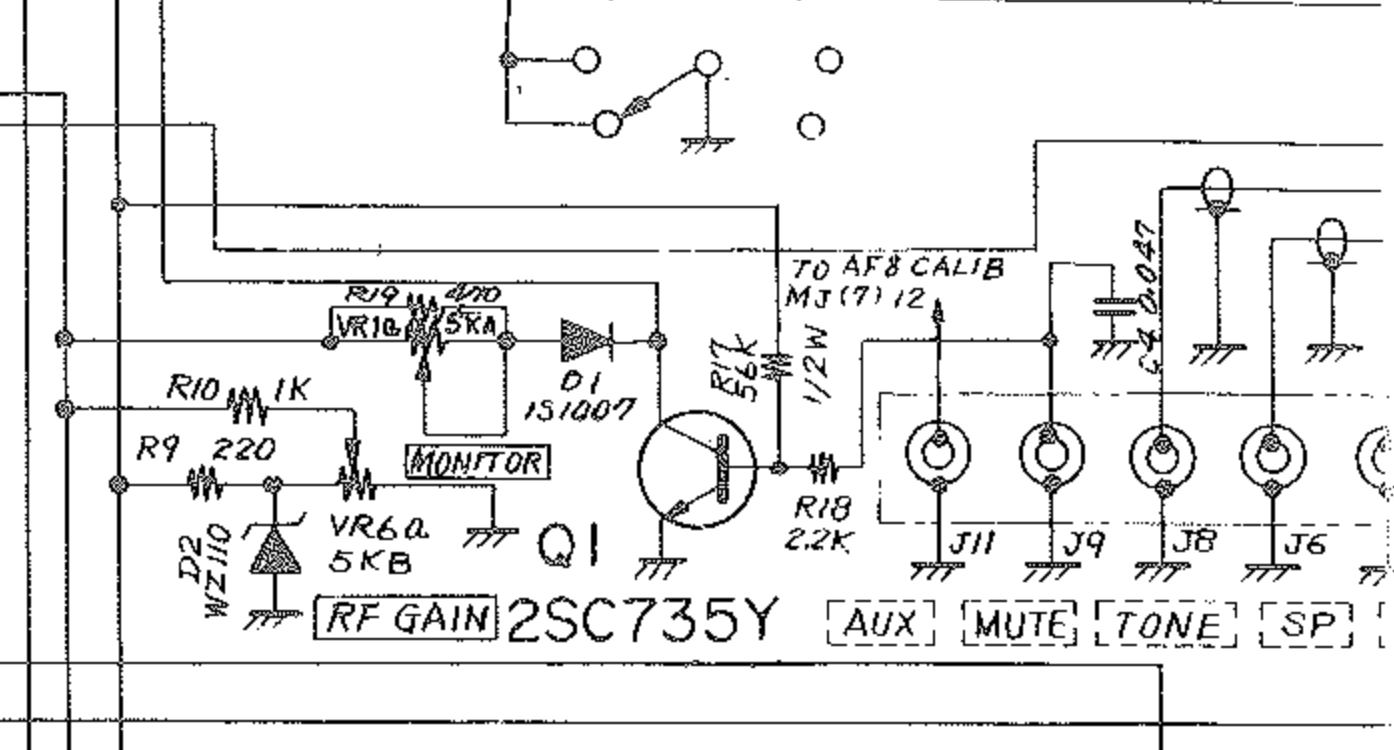 TO AF8 CALIB
MJ (7) 12
R19 470
VR1a 5KA
R17
56K
1/2W
C4 0.047
D1
1S1007
R10 1K
R9 220
MONITOR
R18
2.2K
D2
WZ110
VR6a
5KB
Q1
J11 J9 J8 J6
RF GAIN 2SC735Y AUX MUTE TONE SP